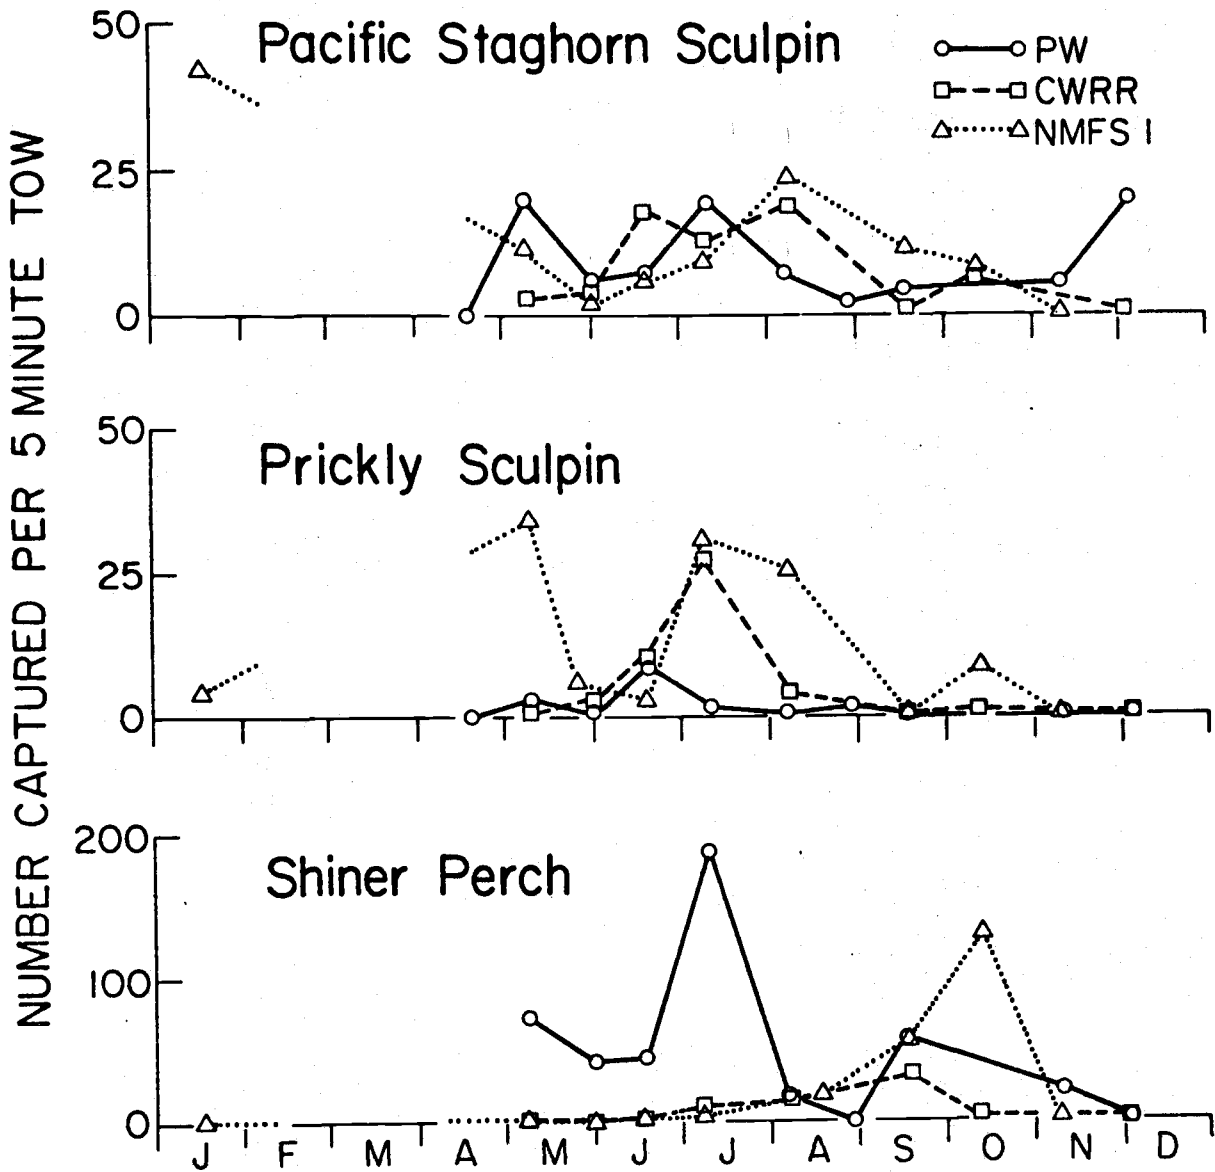 NUMBER CAPTURED PER 5 MINUTE TOW
Pacific Staghorn Sculpin
PW
CWRR
NMFS I
50
25
0
Prickly Sculpin
50
25
0
Shiner Perch
200
100
0
J F M A M J J A S O N D